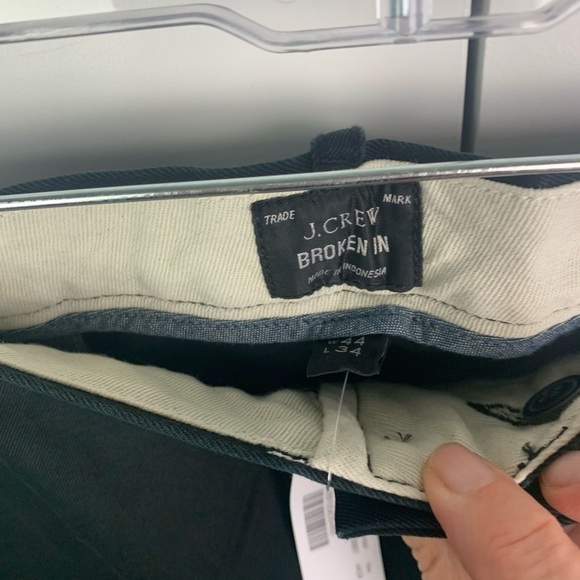 TRADE MARK
J.CREW
BROKEN IN
MADE IN INDONESIA
W 44
L 34